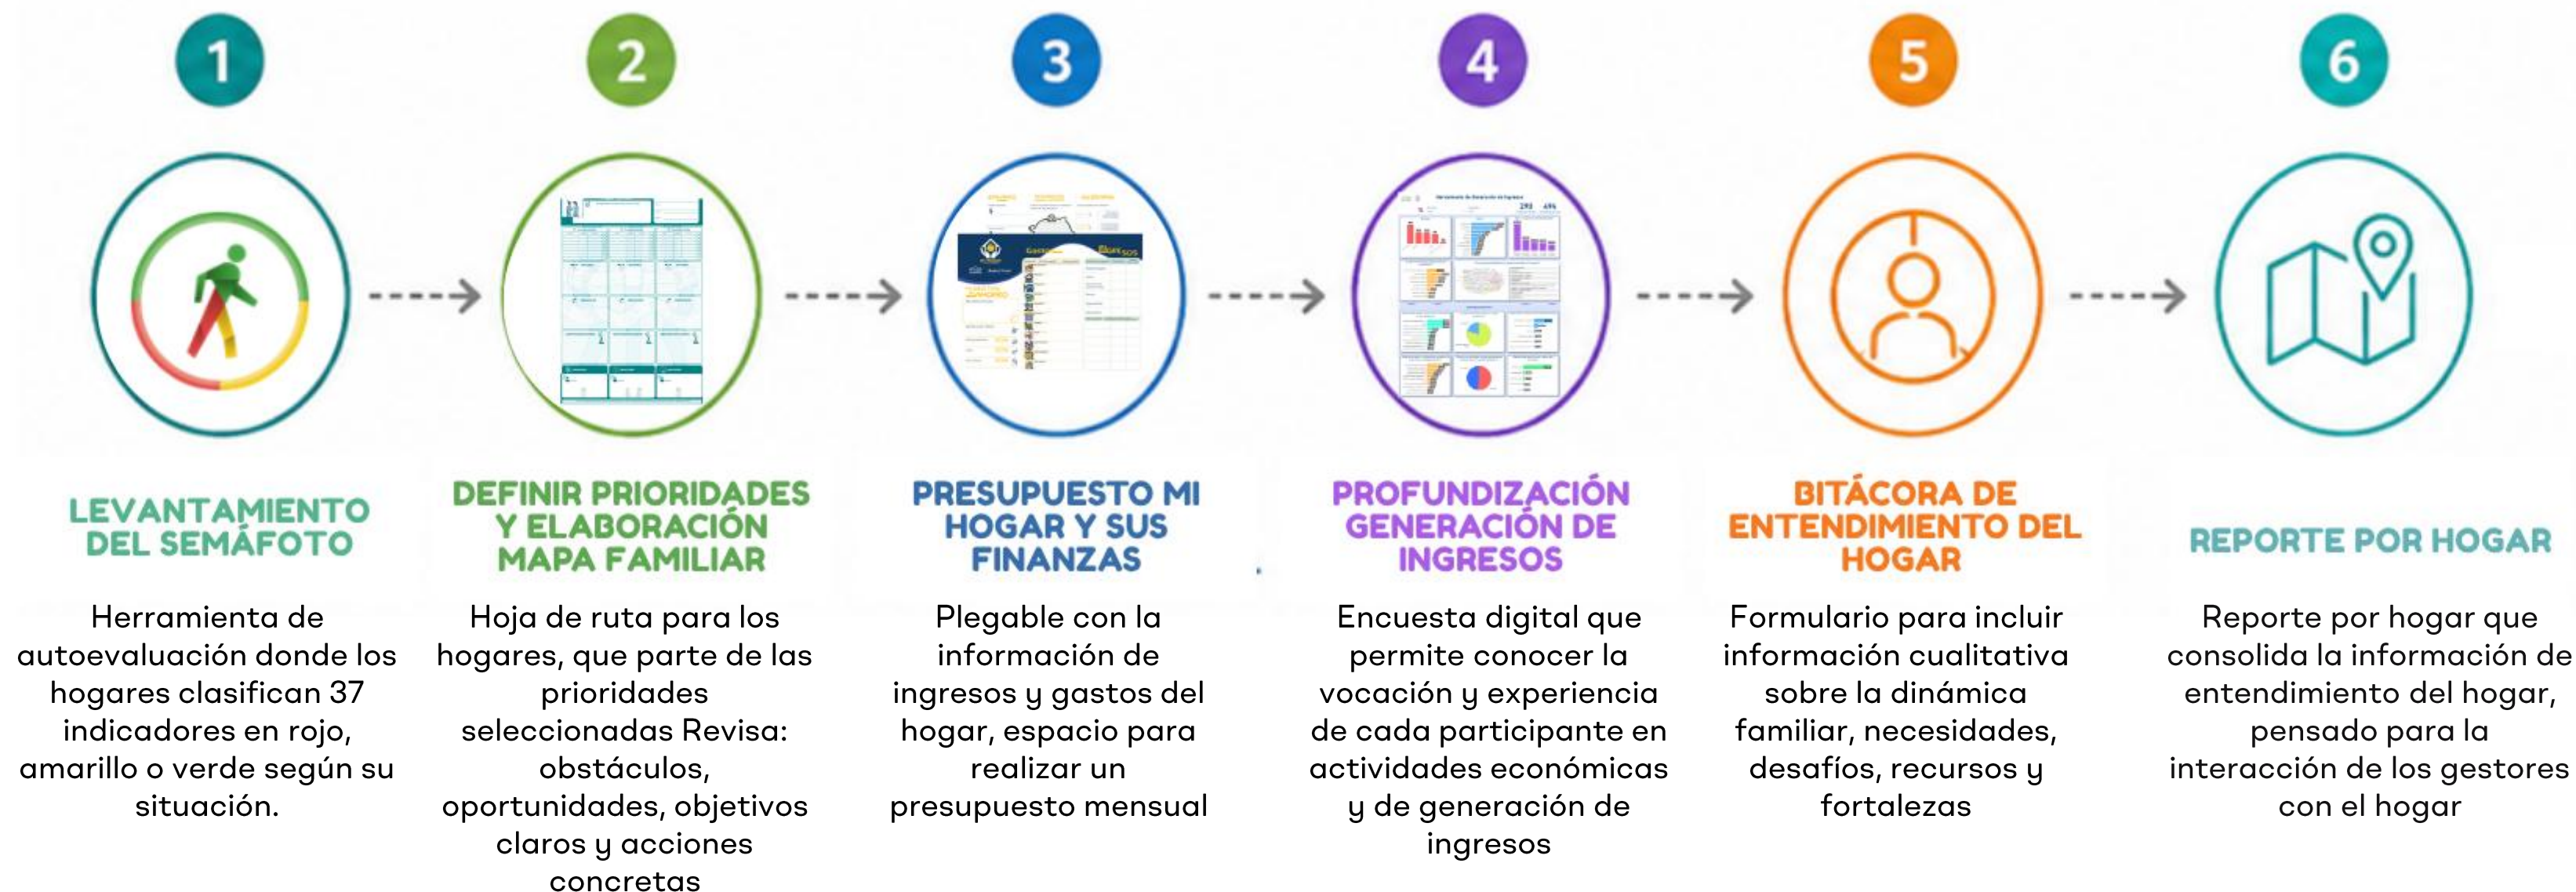 1
2
3
4
5
6
LEVANTAMIENTO
DEL SEMÁFOTO
Herramienta de
autoevaluación donde los
hogares clasifican 37
indicadores en rojo,
amarillo o verde según su
situación.
DEFINIR PRIORIDADES
Y ELABORACIÓN
MAPA FAMILIAR
Hoja de ruta para los
hogares, que parte de las
prioridades
seleccionadas Revisa:
obstáculos,
oportunidades, objetivos
claros y acciones
concretas
PRESUPUESTO MI
HOGAR Y SUS
FINANZAS
Plegable con la
información de
ingresos y gastos del
hogar, espacio para
realizar un
presupuesto mensual
PROFUNDIZACIÓN
GENERACIÓN DE
INGRESOS
Encuesta digital que
permite conocer la
vocación y experiencia
de cada participante en
actividades económicas
y de generación de
ingresos
BITÁCORA DE
ENTENDIMIENTO DEL
HOGAR
Formulario para incluir
información cualitativa
sobre la dinámica
familiar, necesidades,
desafíos, recursos y
fortalezas
REPORTE POR HOGAR
Reporte por hogar que
consolida la información de
entendimiento del hogar,
pensado para la
interacción de los gestores
con el hogar